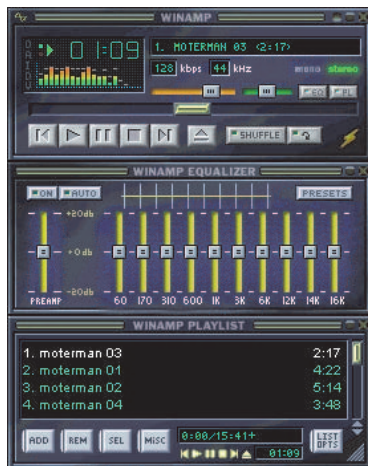 WINAMP
O
A
I
D
V
01:09
1. MOTERMAN 03 <2:17>
128 kbps 44 kHz
mono stereo
EQ PL
SHUFFLE
WINAMP EQUALIZER
ON AUTO PRESETS
+20db
+0db
-20db
PREAMP 60 170 310 600 1K 3K 6K 12K 14K 16K
WINAMP PLAYLIST
1. moterman 03 2:17
2. moterman 01 4:22
3. moterman 02 5:14
4. moterman 04 3:48
ADD REM SEL MISC 0:00/15:41+ LIST OPTS
01:09